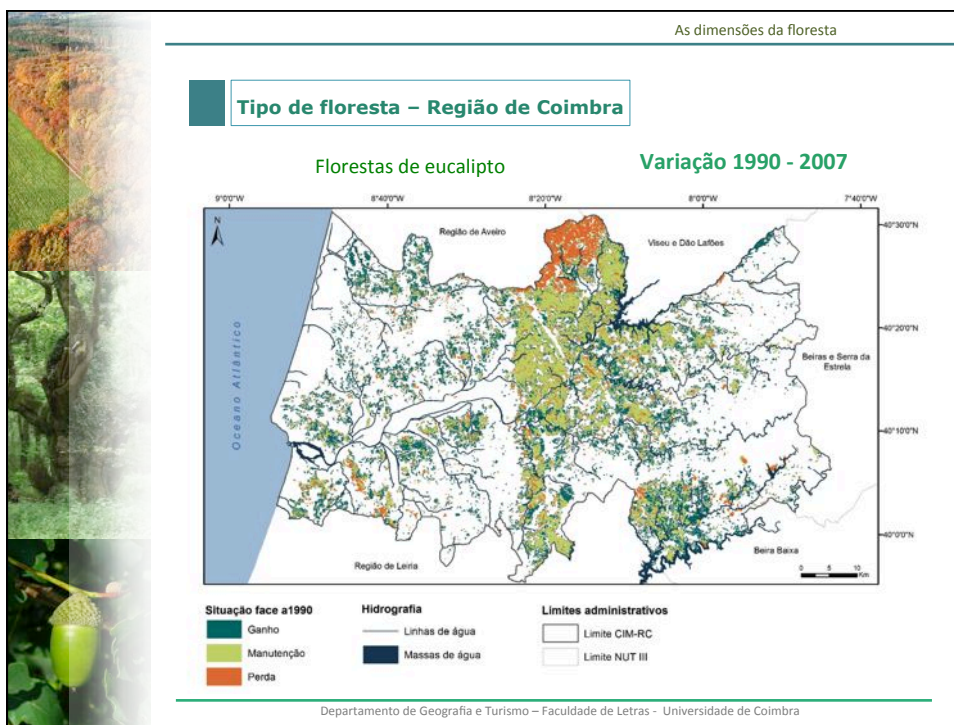 As dimensões da floresta
Tipo de floresta – Região de Coimbra
Florestas de eucalipto
Variação 1990 - 2007
9°0'0"W
8°40'0"W
8°20'0"W
8°0'0"W
7°40'0"W
N
Região de Aveiro
Viseu e Dão Lafões
40°30'0"N
40°20'0"N
Beiras e Serra da
Estrela
Oceano Atlântico
40°10'0"N
40°0'0"N
Região de Leiria
Beira Baixa
0 5 10
Km
Situação face a1990
Ganho
Manutenção
Perda
Hidrografia
Linhas de água
Massas de água
Limites administrativos
Limite CIM-RC
Limite NUT III
Departamento de Geografia e Turismo – Faculdade de Letras - Universidade de Coimbra